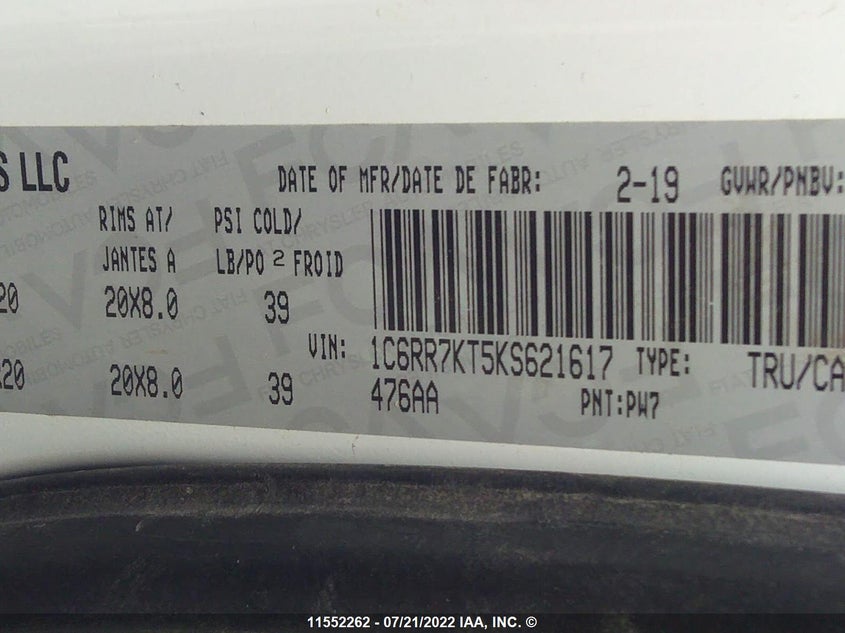 S LLC
DATE OF MFR/DATE DE FABR: 2-19 GVWR/PNBV:
RIMS AT/ PSI COLD/
JANTES A LB/PO 2 FROID
20 20X8.0 39
VIN: 1C6RR7KT5KS621617 TYPE: TRU/CA
20 20X8.0 39 476AA PNT:PW7
11552262 - 07/21/2022 IAA, INC. ©